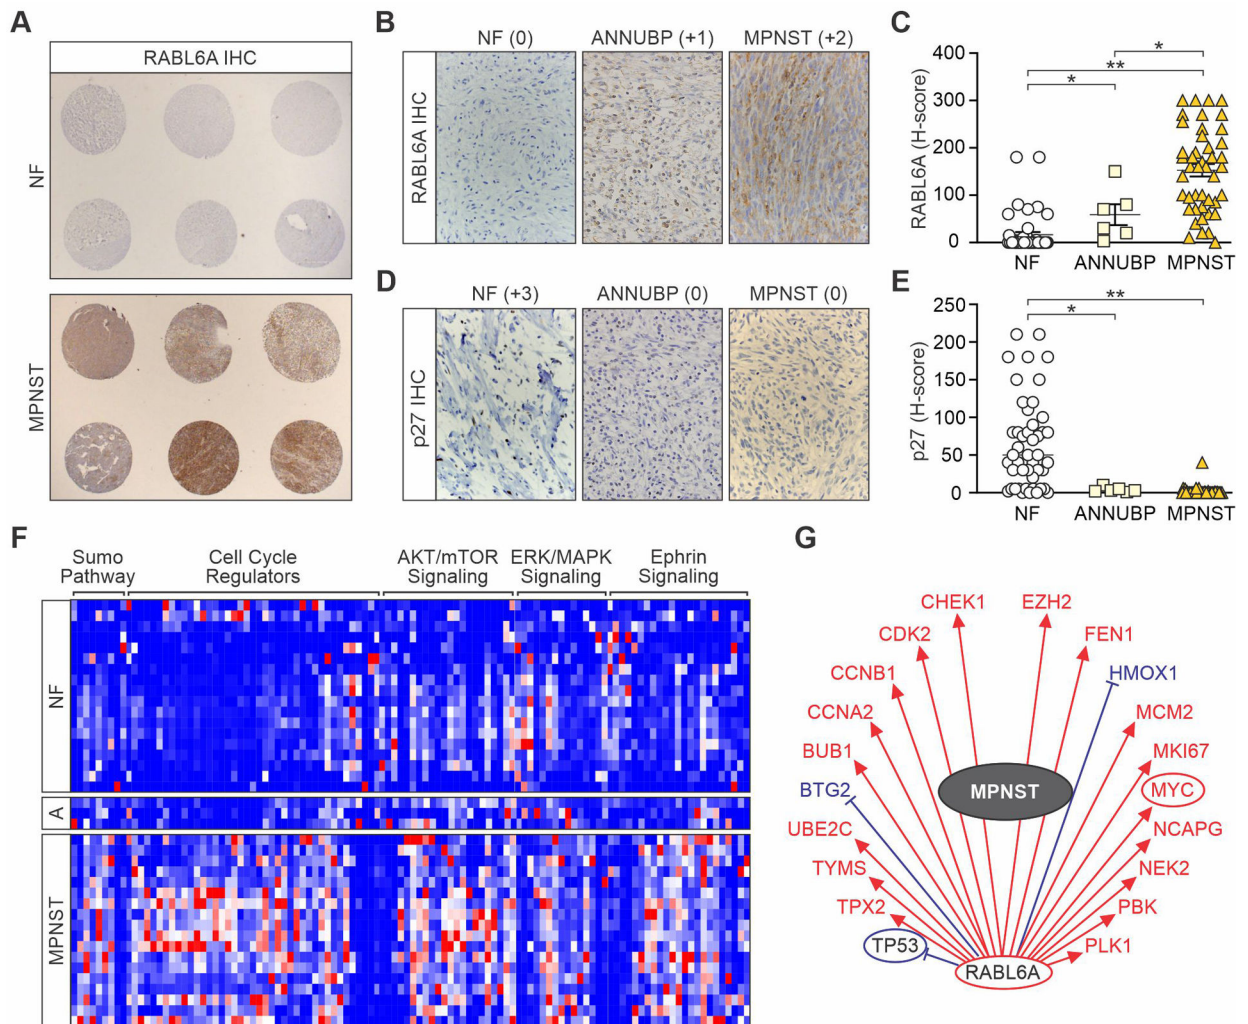 A
RABL6A IHC
NF
MPNST
B
NF (0)
ANNUBP (+1)
MPNST (+2)
RABL6A IHC
C
RABL6A (H-score)
400
300
200
100
0
*
**
*
NF
ANNUBP
MPNST
D
NF (+3)
ANNUBP (0)
MPNST (0)
p27 IHC
E
p27 (H-score)
250
200
150
100
50
0
**
*
NF
ANNUBP
MPNST
F
Sumo
Pathway
Cell Cycle
Regulators
AKT/mTOR
Signaling
ERK/MAPK
Signaling
Ephrin
Signaling
NF
A
MPNST
G
CHEK1
EZH2
CDK2
FEN1
CCNB1
HMOX1
CCNA2
MCM2
BUB1
MKI67
BTG2
MPNST
MYC
UBE2C
NCAPG
TYMS
NEK2
TPX2
PBK
TP53
PLK1
RABL6A